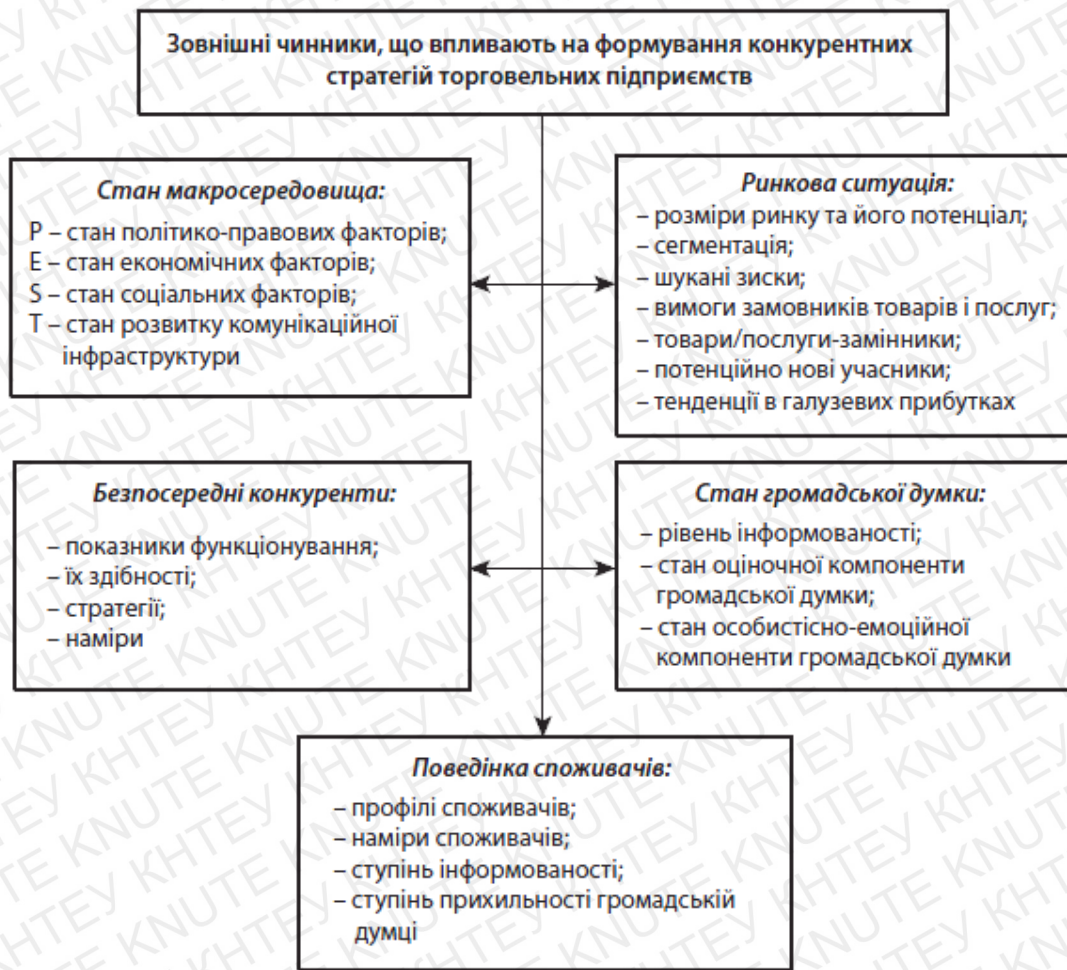 Зовнішні чинники, що впливають на формування конкурентних
стратегій торговельних підприємств
Стан макросередовища:
P – стан політико-правових факторів;
E – стан економічних факторів;
S – стан соціальних факторів;
T – стан розвитку комунікаційної
інфраструктури
Ринкова ситуація:
– розміри ринку та його потенціал;
– сегментація;
– шукані зиски;
– вимоги замовників товарів і послуг;
– товари/послуги-замінники;
– потенційно нові учасники;
– тенденції в галузевих прибутках
Безпосередні конкуренти:
– показники функціонування;
– їх здібності;
– стратегії;
– наміри
Стан громадської думки:
– рівень інформованості;
– стан оціночної компоненти
громадської думки;
– стан особистісно-емоційної
компоненти громадської думки
Поведінка споживачів:
– профілі споживачів;
– наміри споживачів;
– ступінь інформованості;
– ступінь прихильності громадській
думці
KNUTE КНТЕУ